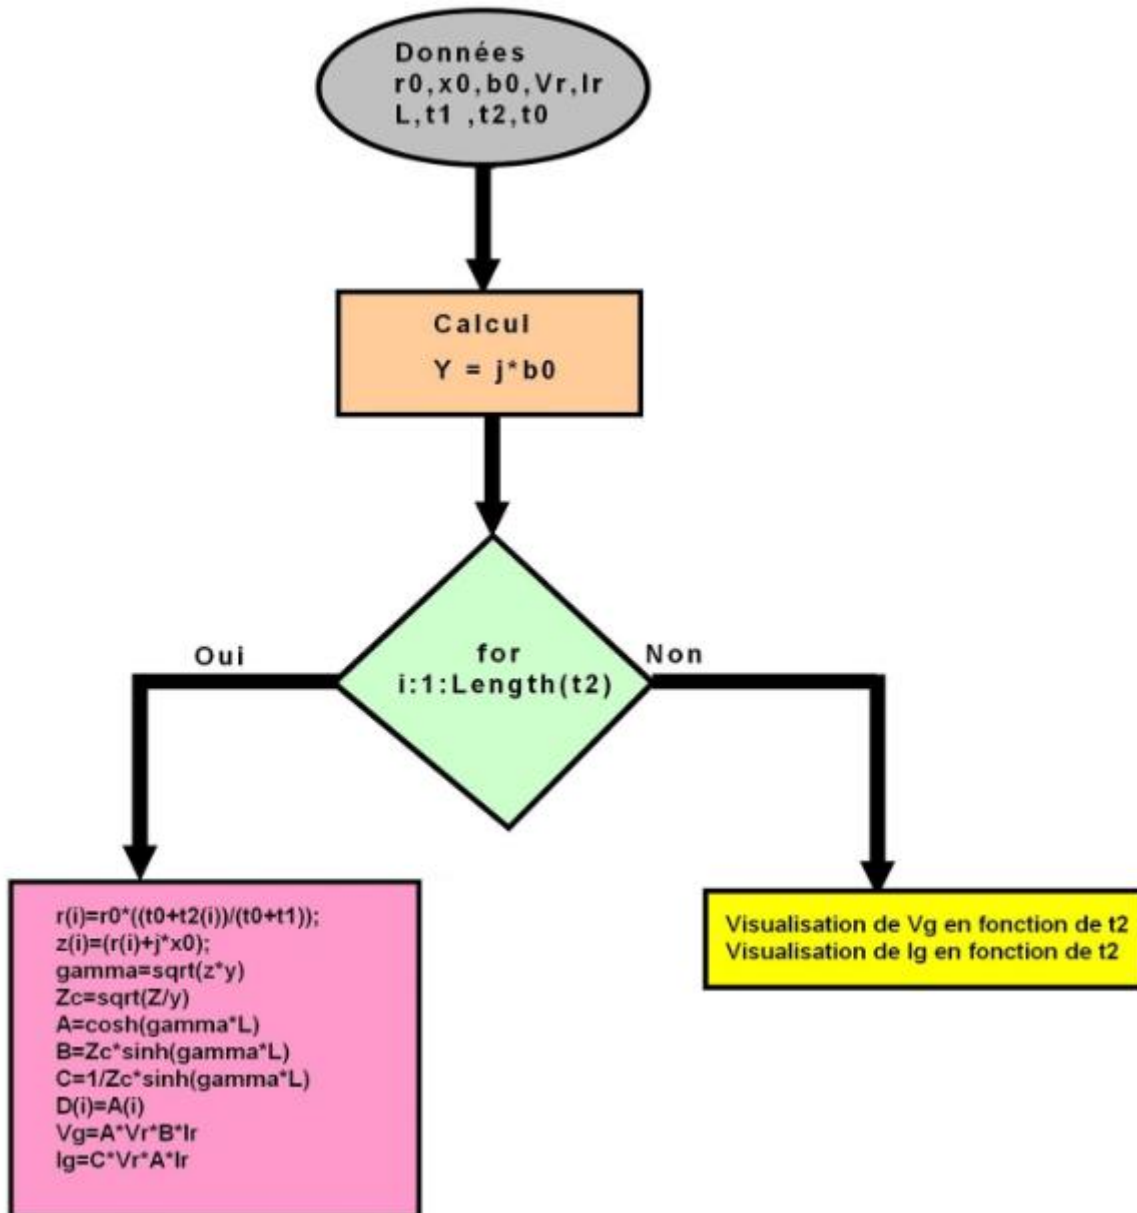 Données
r0,x0,b0,Vr,Ir
L,t1 ,t2,t0
Calcul
Y = j*b0
for
i:1:Length(t2)
Oui
Non
r(i)=r0*((t0+t2(i))/(t0+t1));
z(i)=(r(i)+j*x0);
gamma=sqrt(z*y)
Zc=sqrt(Z/y)
A=cosh(gamma*L)
B=Zc*sinh(gamma*L)
C=1/Zc*sinh(gamma*L)
D(i)=A(i)
Vg=A*Vr*B*Ir
Ig=C*Vr*A*Ir
Visualisation de Vg en fonction de t2
Visualisation de Ig en fonction de t2